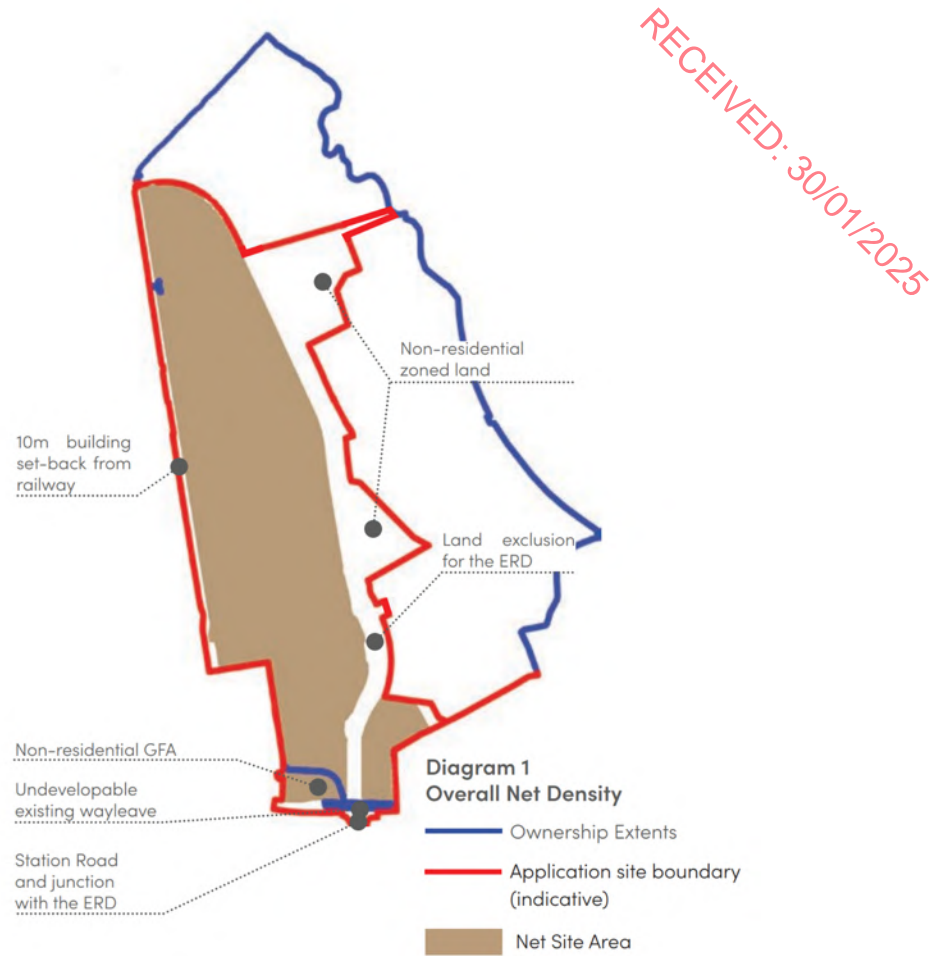 RECEIVED: 30/01/2025
Non-residential
zoned land
10m building
set-back from
railway
Land exclusion
for the ERD
Non-residential GFA
Undevelopable
existing wayleave
Station Road
and junction
with the ERD
Diagram 1
Overall Net Density
Ownership Extents
Application site boundary
(indicative)
Net Site Area